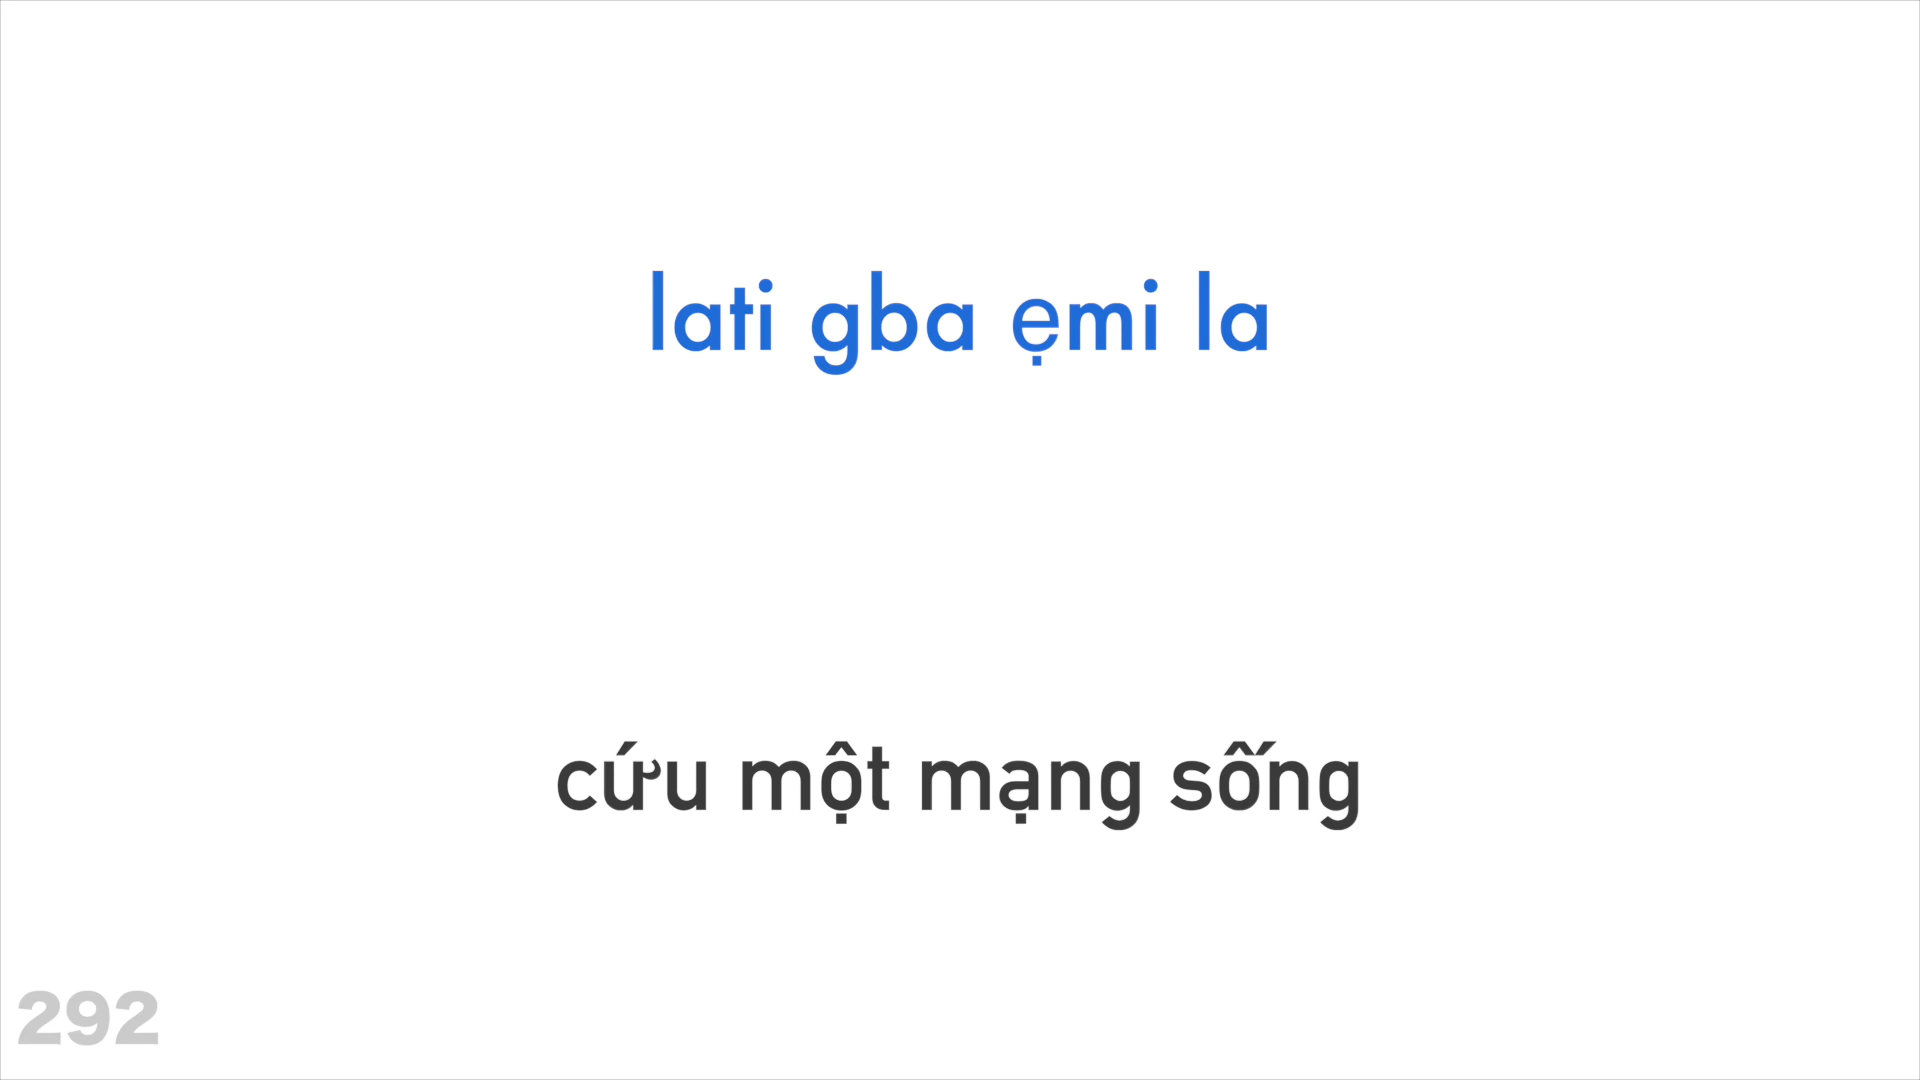 lati gba ẹmi la
cứu một mạng sống
292